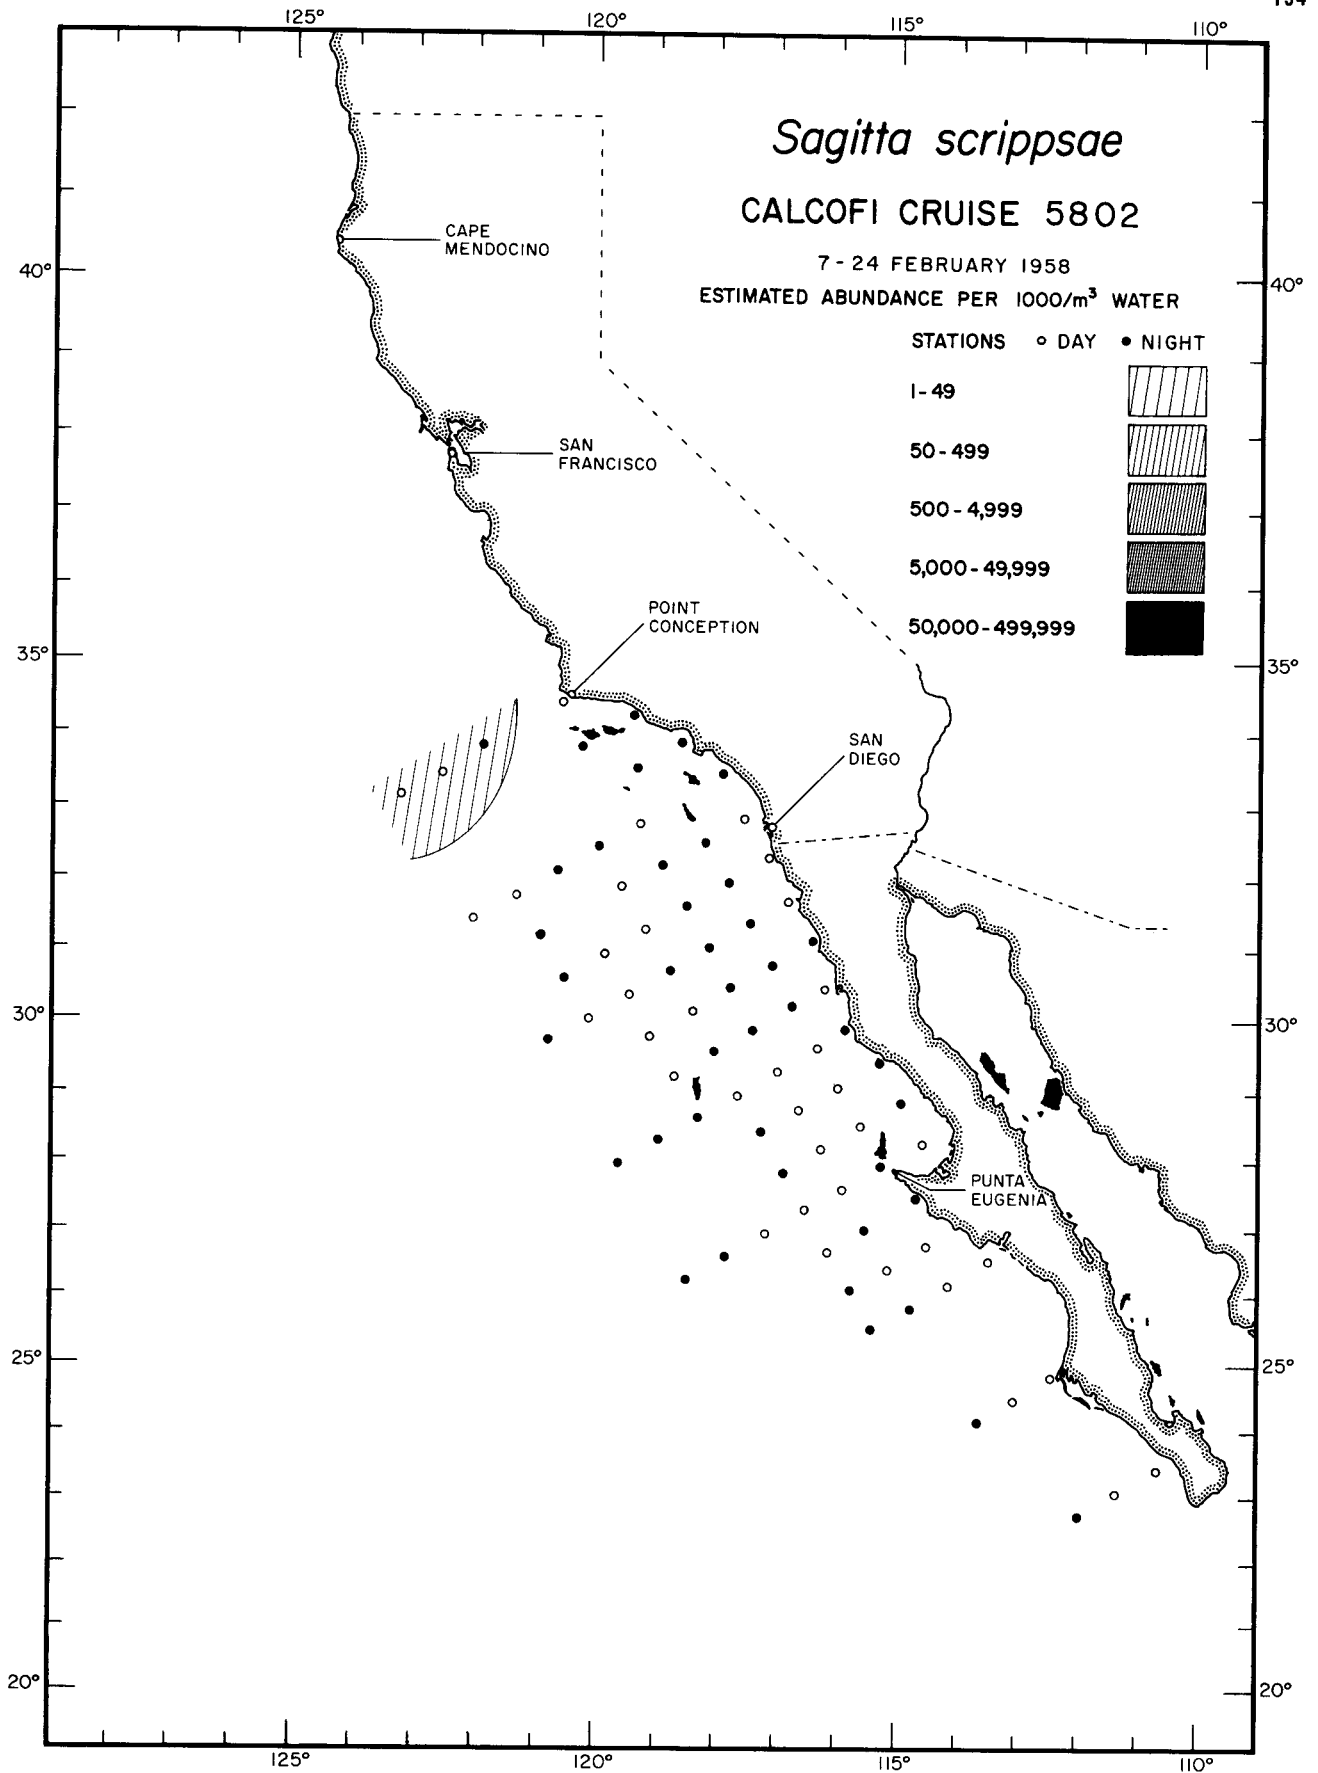 125° 120° 115° 110°
Sagitta scrippsae
CALCOFI CRUISE 5802
7-24 FEBRUARY 1958
ESTIMATED ABUNDANCE PER 1000/m³ WATER
STATIONS DAY NIGHT
1-49
50-499
500-4,999
5,000-49,999
50,000-499,999
CAPE
MENDOCINO
40° 40°
SAN
FRANCISCO
POINT
CONCEPTION
35° 35°
SAN
DIEGO
30° 30°
PUNTA
EUGENIA
25° 25°
20° 20°
125° 120° 115° 110°